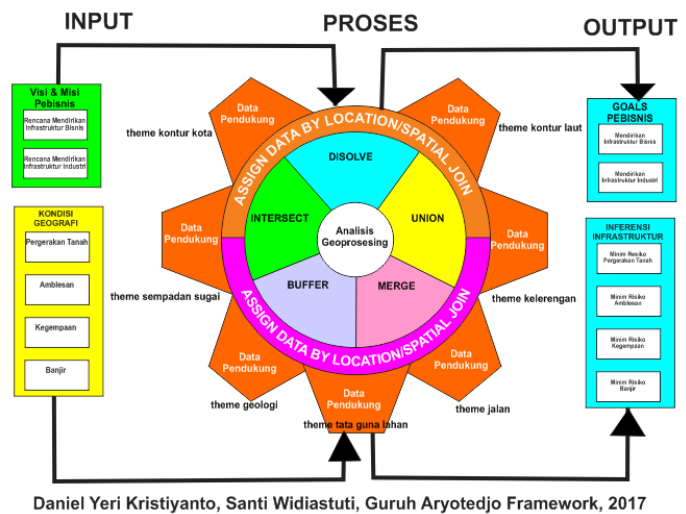 INPUT
PROSES
OUTPUT
Visi & Misi
Pebisnis
Rencana Mendirikan
Infrastruktur Bisnis
Rencana Mendirikan
Infrastruktur Industri
KONDISI
GEOGRAFI
Pergerakan Tanah
Amblesan
Kegempaan
Banjir
Data
Pendukung
theme kontur kota
Data
Pendukung
theme kontur laut
Data
Pendukung
theme sempadan sugai
Data
Pendukung
theme kelerengan
Data
Pendukung
theme geologi
Data
Pendukung
theme jalan
Data
Pendukung
theme tata guna lahan
ASSIGN DATA BY LOCATION/SPATIAL JOIN
ASSIGN DATA BY LOCATION/SPATIAL JOIN
DISOLVE
INTERSECT
UNION
Analisis
Geoprosesing
BUFFER
MERGE
GOALS
PEBISNIS
Mendirikan
Infrastruktur Bisnis
Mendirikan
Infrastruktur Industri
INFERENSI
INFRASTRUKTUR
Minim Resiko
Pergerakan Tanah
Minim Risiko
Amblesan
Minim Risiko
Kegempaan
Minim Risiko
Banjir
Daniel Yeri Kristiyanto, Santi Widiastuti, Guruh Aryotedjo Framework, 2017